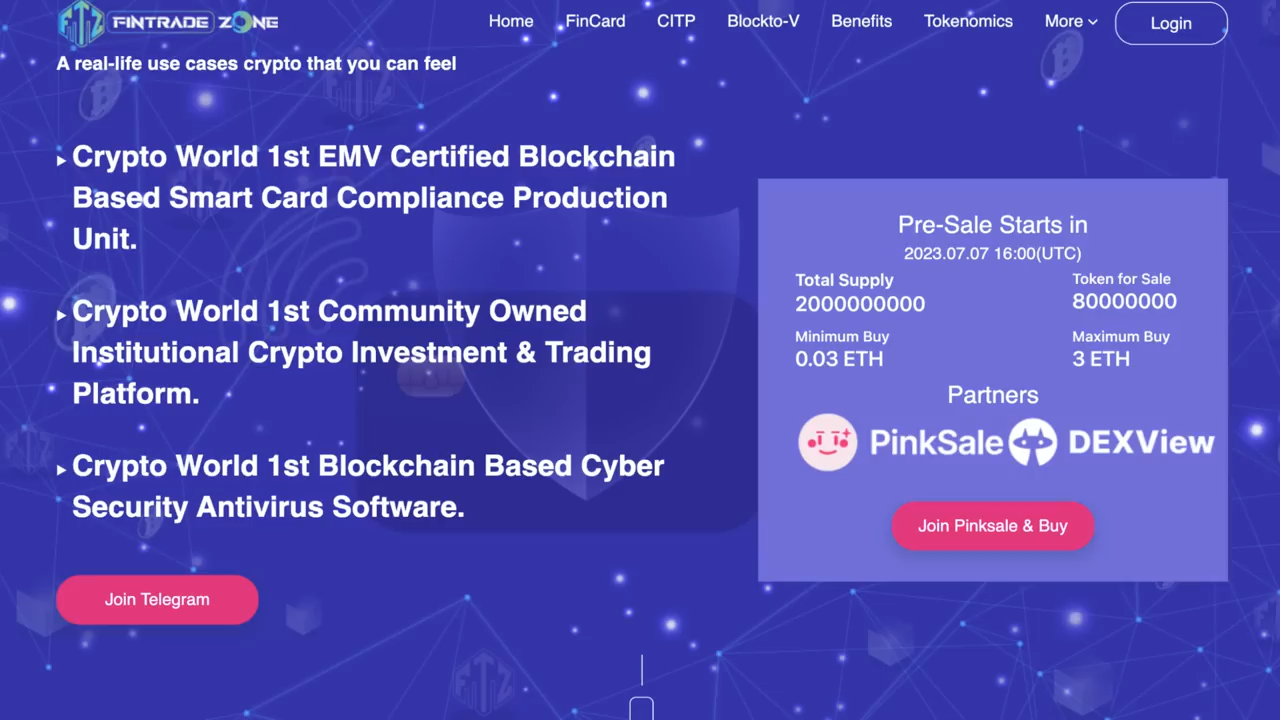 FINTRADE ZONE
Home FinCard CITP Blockto-V Benefits Tokenomics More Login
A real-life use cases crypto that you can feel
Crypto World 1st EMV Certified Blockchain
Based Smart Card Compliance Production
Unit.
Crypto World 1st Community Owned
Institutional Crypto Investment & Trading
Platform.
Crypto World 1st Blockchain Based Cyber
Security Antivirus Software.
Join Telegram
Pre-Sale Starts in
2023.07.07 16:00(UTC)
Total Supply Token for Sale
2000000000 80000000
Minimum Buy Maximum Buy
0.03 ETH 3 ETH
Partners
PinkSale DEXView
Join Pinksale & Buy